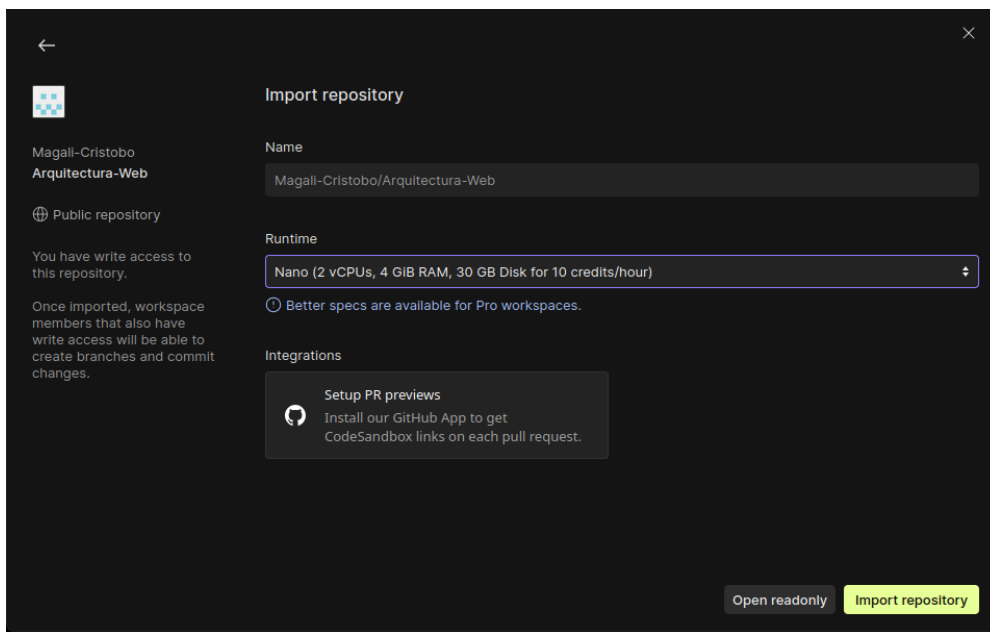 Magali-Cristobo
Arquitectura-Web
Public repository
You have write access to
this repository.
Once imported, workspace
members that also have
write access will be able to
create branches and commit
changes.
Import repository
Name
Magali-Cristobo/Arquitectura-Web
Runtime
Nano (2 vCPUs, 4 GiB RAM, 30 GB Disk for 10 credits/hour)
Better specs are available for Pro workspaces.
Integrations
Setup PR previews
Install our GitHub App to get
CodeSandbox links on each pull request.
Open readonly
Import repository